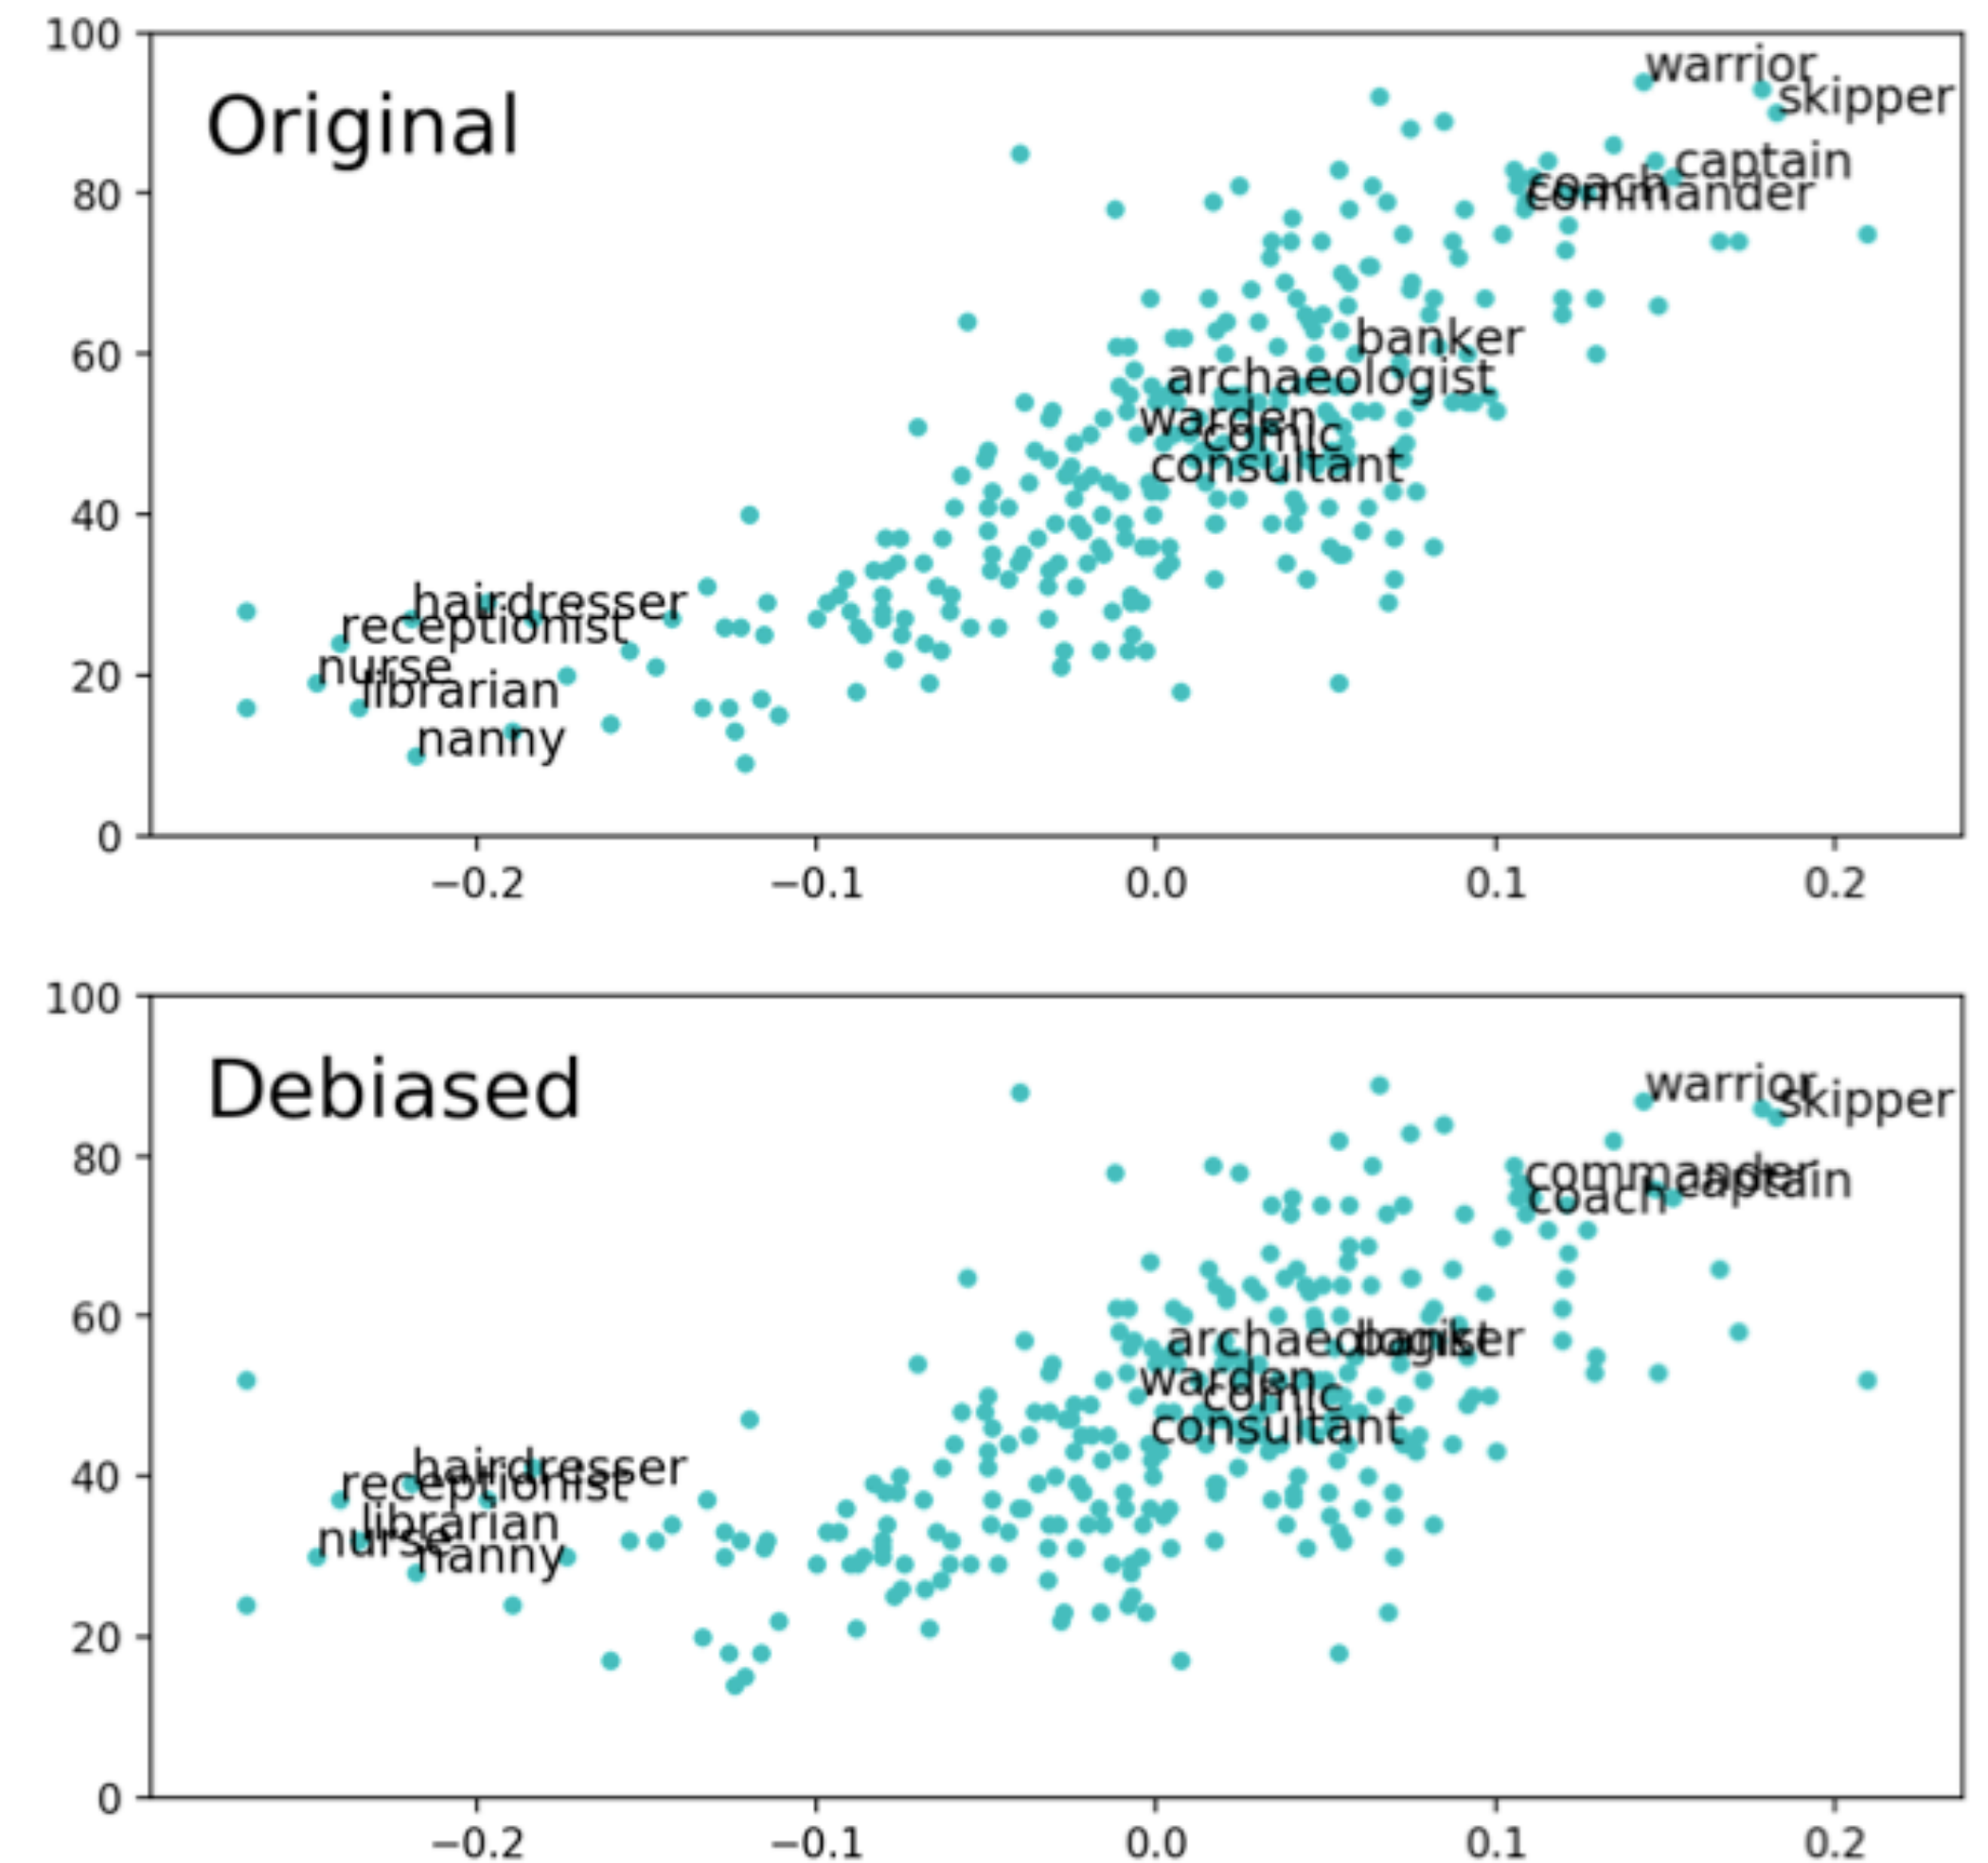 100
Original
warrior
skipper
captain
coach
commander
80
banker
60
archaeologist
warden
comic
consultant
40
hairdresser
receptionist
nurse
20
librarian
nanny
0
−0.2 −0.1 0.0 0.1 0.2
100
Debiased
warrior
skipper
80
commander
captain
coach
60
archaeologist
banker
warden
comic
consultant
40
hairdresser
receptionist
librarian
nurse
nanny
20
0
−0.2 −0.1 0.0 0.1 0.2